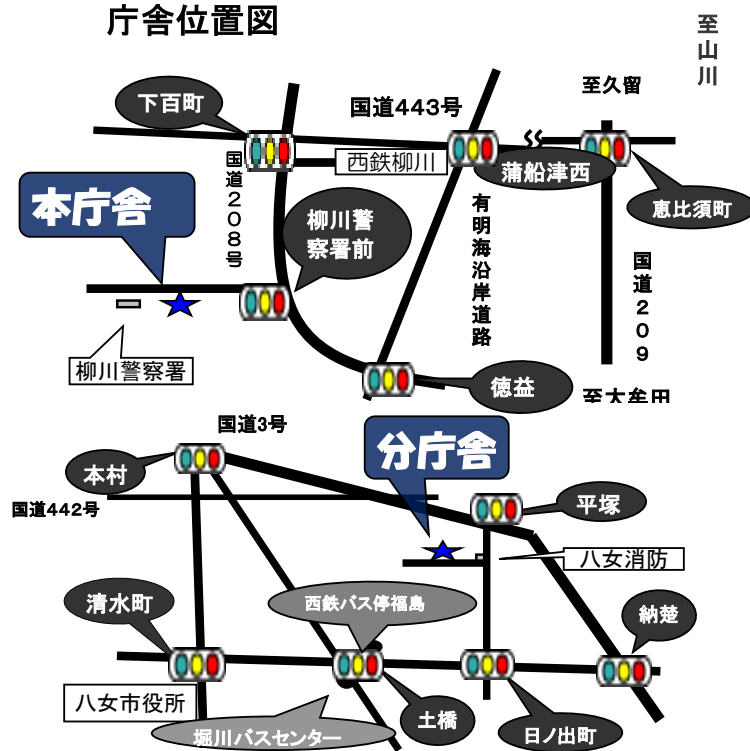 庁舎位置図
至山川
至久留
下百町
国道443号
西鉄柳川
蒲船津西
恵比須町
国道208号
本庁舎
柳川警
察署前
有明海沿岸道路
国道209
柳川警察署
徳益
至大牟田
国道3号
分庁舎
本村
国道442号
平塚
八女消防
清水町
西鉄バス停福島
納楚
八女市役所
堀川バスセンター
土橋
日ノ出町